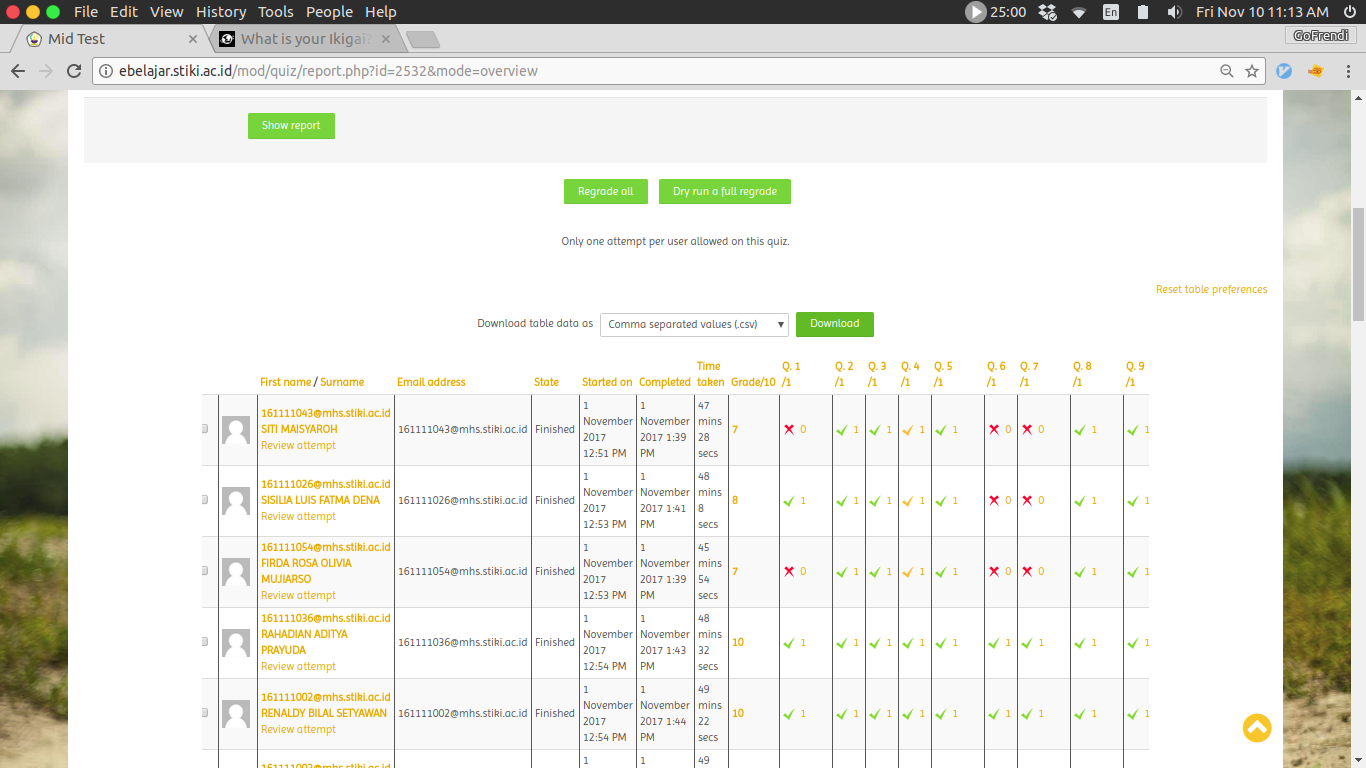 File Edit View History Tools People Help
25:00
En
Fri Nov 10 11:13 AM
Mid Test
What is your Ikigai?
GoFrendi
ebelajar.stiki.ac.id/mod/quiz/report.php?id=2532&mode=overview
Show report
Regrade all
Dry run a full regrade
Only one attempt per user allowed on this quiz.
Reset table preferences
Download table data as
Comma separated values (.csv)
Download
First name / Surname
Email address
State
Started on
Completed
Time
taken
Grade/10
Q. 1
/1
Q. 2
/1
Q. 3
/1
Q. 4
/1
Q. 5
/1
Q. 6
/1
Q. 7
/1
Q. 8
/1
Q. 9
/1
161111043@mhs.stiki.ac.id
SITI MAISYAROH
Review attempt
161111043@mhs.stiki.ac.id
Finished
1
November
2017
12:51 PM
1
November
2017 1:39
PM
47
mins
28
secs
7
0
1
1
1
1
0
0
1
1
161111026@mhs.stiki.ac.id
SISILIA LUIS FATMA DENA
Review attempt
161111026@mhs.stiki.ac.id
Finished
1
November
2017
12:53 PM
1
November
2017 1:41
PM
48
mins
8
secs
8
1
1
1
1
1
0
0
1
1
161111054@mhs.stiki.ac.id
FIRDA ROSA OLIVIA
MUJIARSO
Review attempt
161111054@mhs.stiki.ac.id
Finished
1
November
2017
12:53 PM
1
November
2017 1:39
PM
45
mins
54
secs
7
0
1
1
1
1
0
0
1
1
161111036@mhs.stiki.ac.id
RAHADIAN ADITYA
PRAYUDA
Review attempt
161111036@mhs.stiki.ac.id
Finished
1
November
2017
12:54 PM
1
November
2017 1:43
PM
48
mins
32
secs
10
1
1
1
1
1
1
1
1
1
161111002@mhs.stiki.ac.id
RENALDY BILAL SETYAWAN
Review attempt
161111002@mhs.stiki.ac.id
Finished
1
November
2017
12:54 PM
1
November
2017 1:44
PM
49
mins
22
secs
10
1
1
1
1
1
1
1
1
1
1
1
49